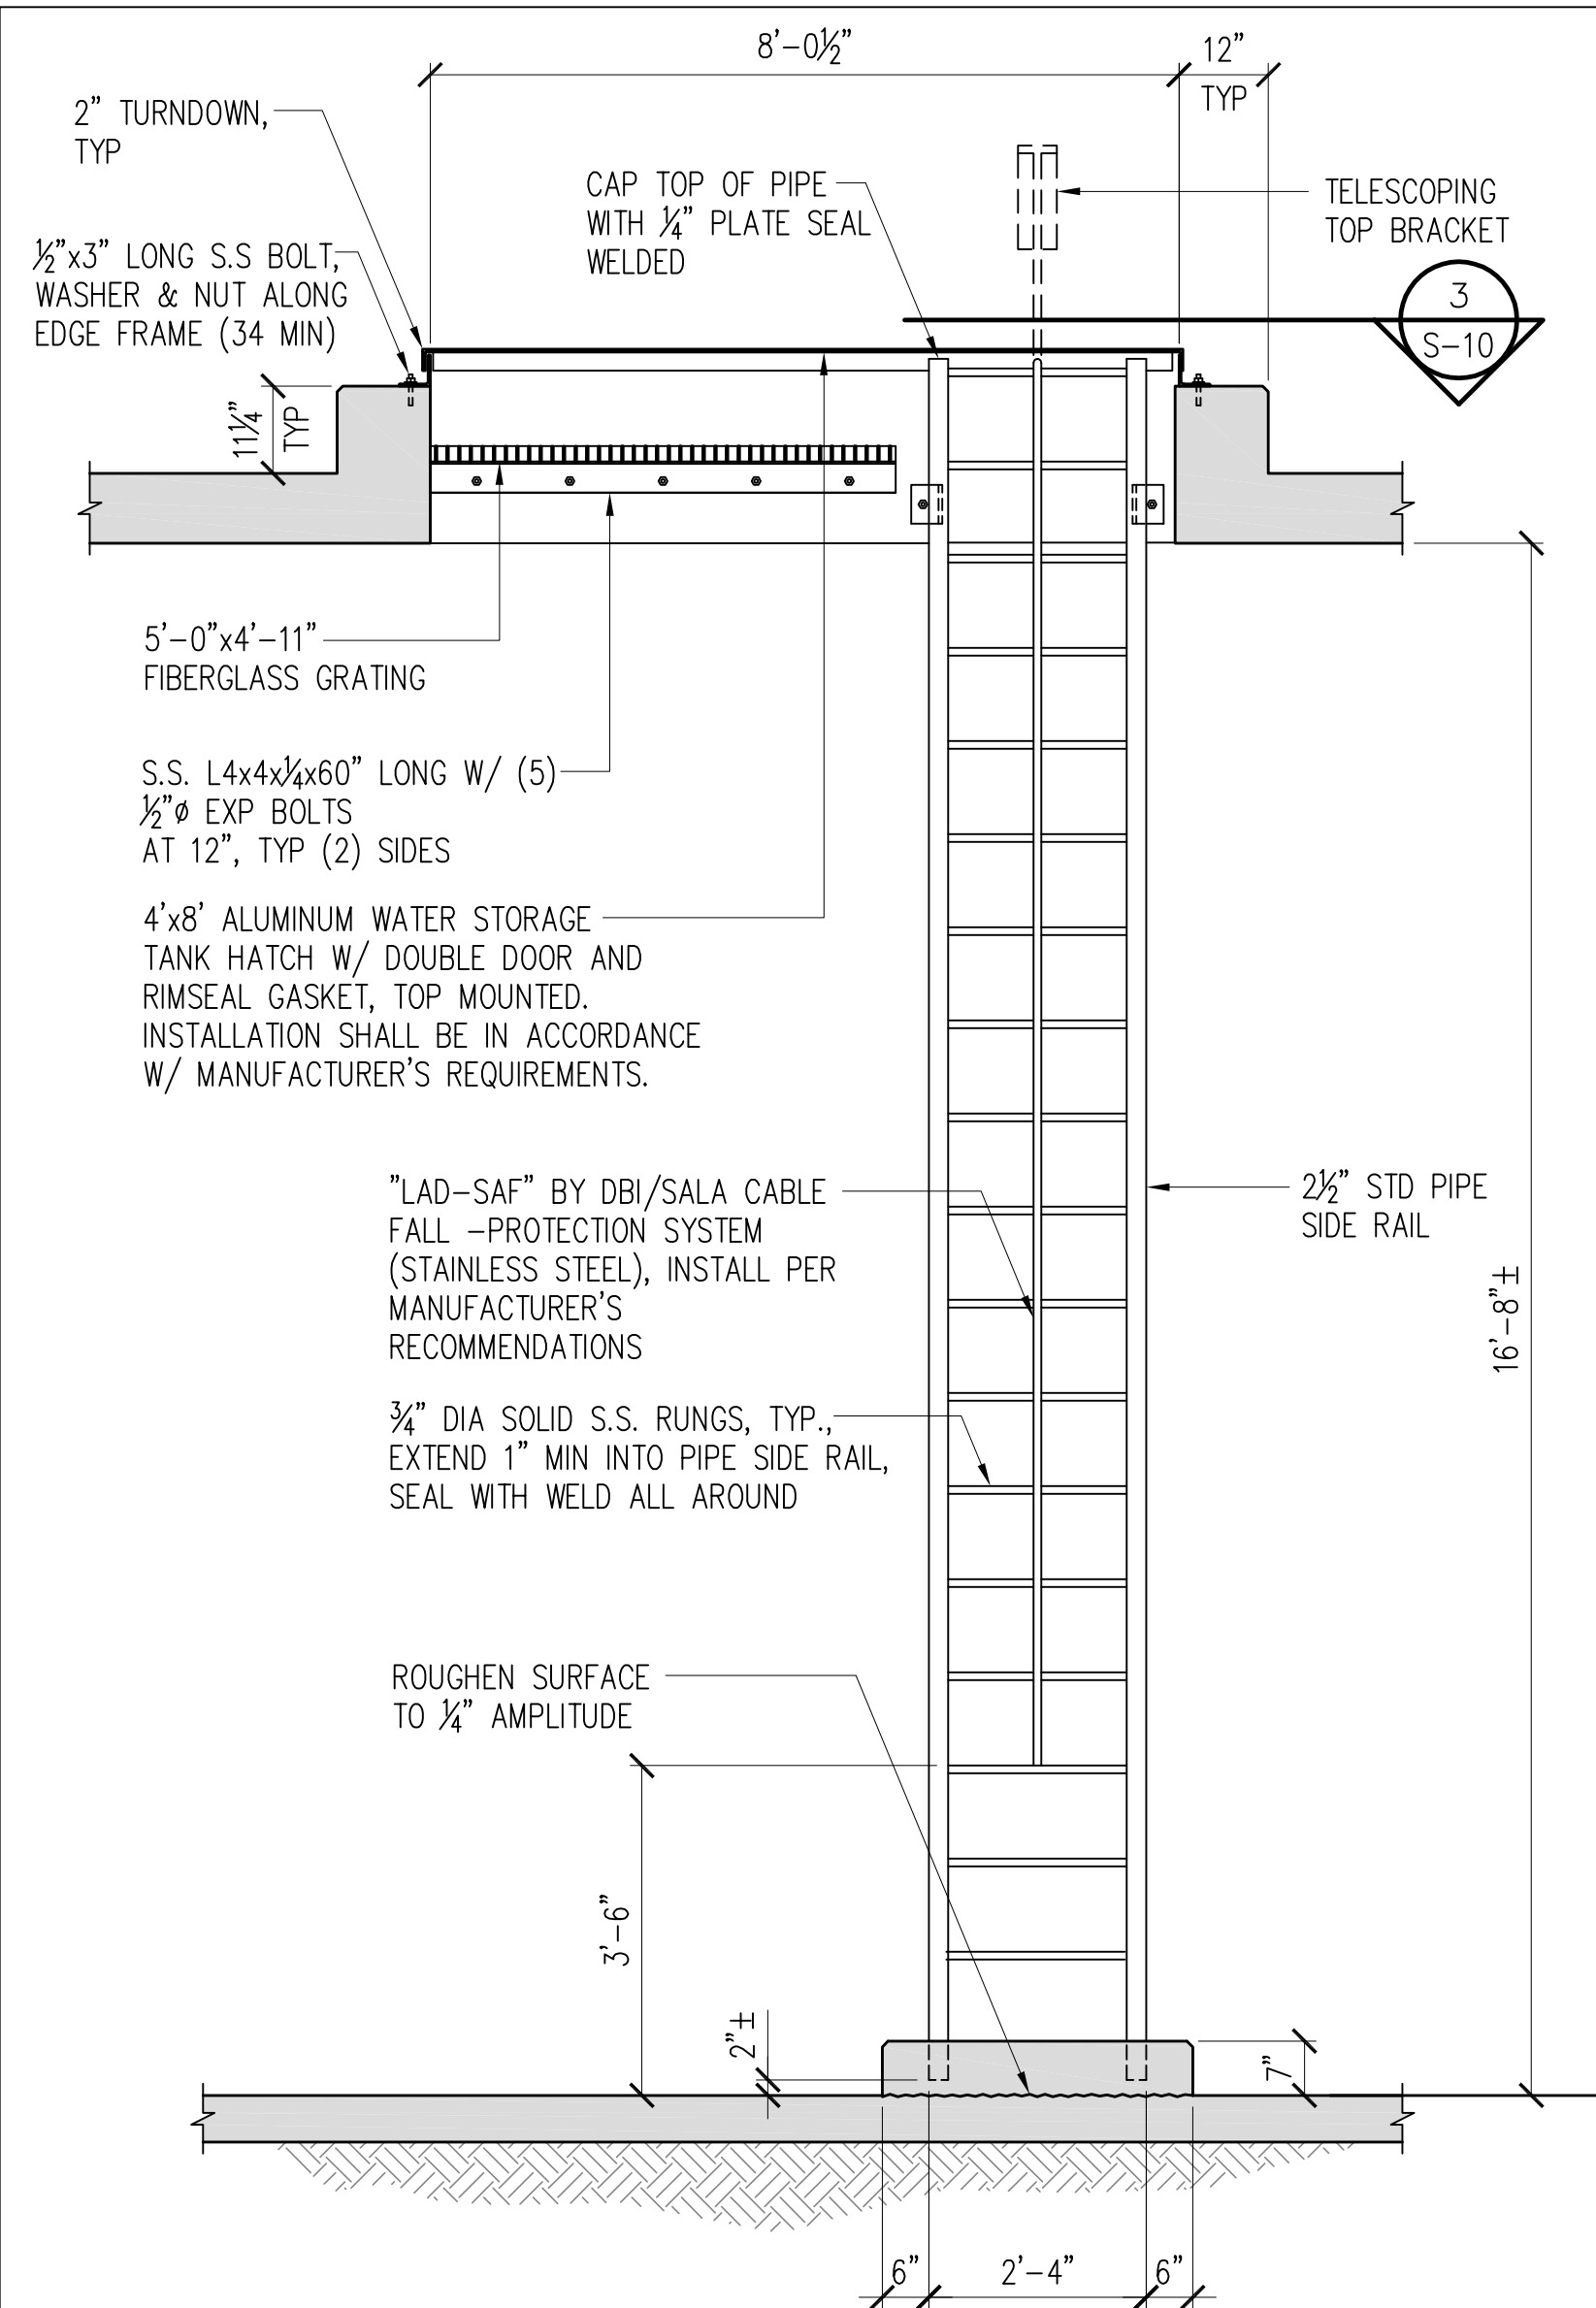 8'-0½"
12"
TYP
2" TURNDOWN,
TYP
CAP TOP OF PIPE
WITH ¼" PLATE SEAL
WELDED
TELESCOPING
TOP BRACKET
½"x3" LONG S.S BOLT,
WASHER & NUT ALONG
EDGE FRAME (34 MIN)
3
S-10
11¼"
TYP
5'-0"x4'-11"
FIBERGLASS GRATING
S.S. L4x4x¼x60" LONG W/ (5)
½"ø EXP BOLTS
AT 12", TYP (2) SIDES
4'x8' ALUMINUM WATER STORAGE
TANK HATCH W/ DOUBLE DOOR AND
RIMSEAL GASKET, TOP MOUNTED.
INSTALLATION SHALL BE IN ACCORDANCE
W/ MANUFACTURER'S REQUIREMENTS.
"LAD-SAF" BY DBI/SALA CABLE
FALL -PROTECTION SYSTEM
(STAINLESS STEEL), INSTALL PER
MANUFACTURER'S
RECOMMENDATIONS
2½" STD PIPE
SIDE RAIL
16'-8"±
¾" DIA SOLID S.S. RUNGS, TYP.,
EXTEND 1" MIN INTO PIPE SIDE RAIL,
SEAL WITH WELD ALL AROUND
ROUGHEN SURFACE
TO ¼" AMPLITUDE
3'-6"
2"±
7"
6"
2'-4"
6"